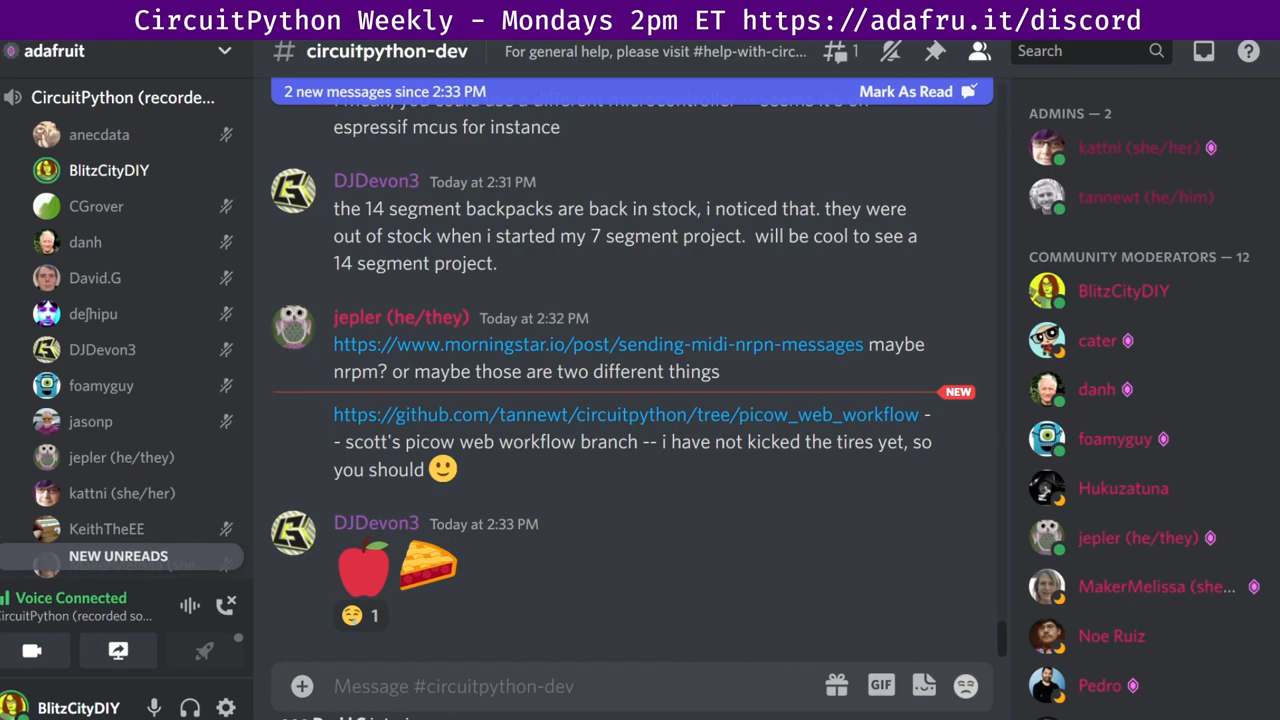 CircuitPython Weekly - Mondays 2pm ET https://adafru.it/discord
adafruit
circuitpython-dev
For general help, please visit #help-with-circ...
1
Search
CircuitPython (recorde...
anecdata
BlitzCityDIY
CGrover
danh
David.G
deʃhipu
DJDevon3
foamyguy
jasonp
jepler (he/they)
kattni (she/her)
KeithTheEE
NEW UNREADS
Voice Connected
CircuitPython (recorded so...
BlitzCityDIY
2 new messages since 2:33 PM
Mark As Read
espressif mcus for instance
DJDevon3 Today at 2:31 PM
the 14 segment backpacks are back in stock, i noticed that. they were
out of stock when i started my 7 segment project. will be cool to see a
14 segment project.
jepler (he/they) Today at 2:32 PM
https://www.morningstar.io/post/sending-midi-nrpn-messages maybe
nrpm? or maybe those are two different things
NEW
https://github.com/tannewt/circuitpython/tree/picow_web_workflow -
- scott's picow web workflow branch -- i have not kicked the tires yet, so
you should
DJDevon3 Today at 2:33 PM
1
Message #circuitpython-dev
GIF
ADMINS — 2
kattni (she/her)
tannewt (he/him)
COMMUNITY MODERATORS — 12
BlitzCityDIY
cater
danh
foamyguy
Hukuzatuna
jepler (he/they)
MakerMelissa (she...
Noe Ruiz
Pedro